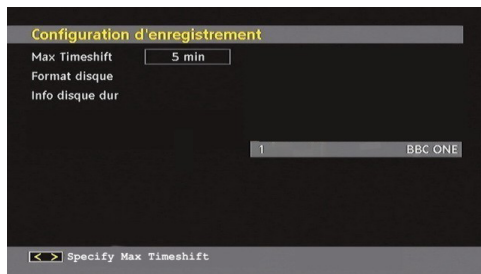 Configuration d'enregistrement
Max Timeshift 5 min
Format disque
Info disque dur
1 BBC ONE
< > Specify Max Timeshift